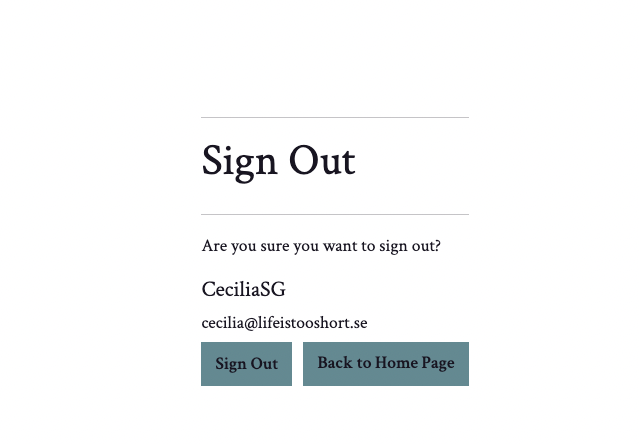 Sign Out
Are you sure you want to sign out?
CeciliaSG
cecilia@lifeistooshort.se
Sign Out
Back to Home Page